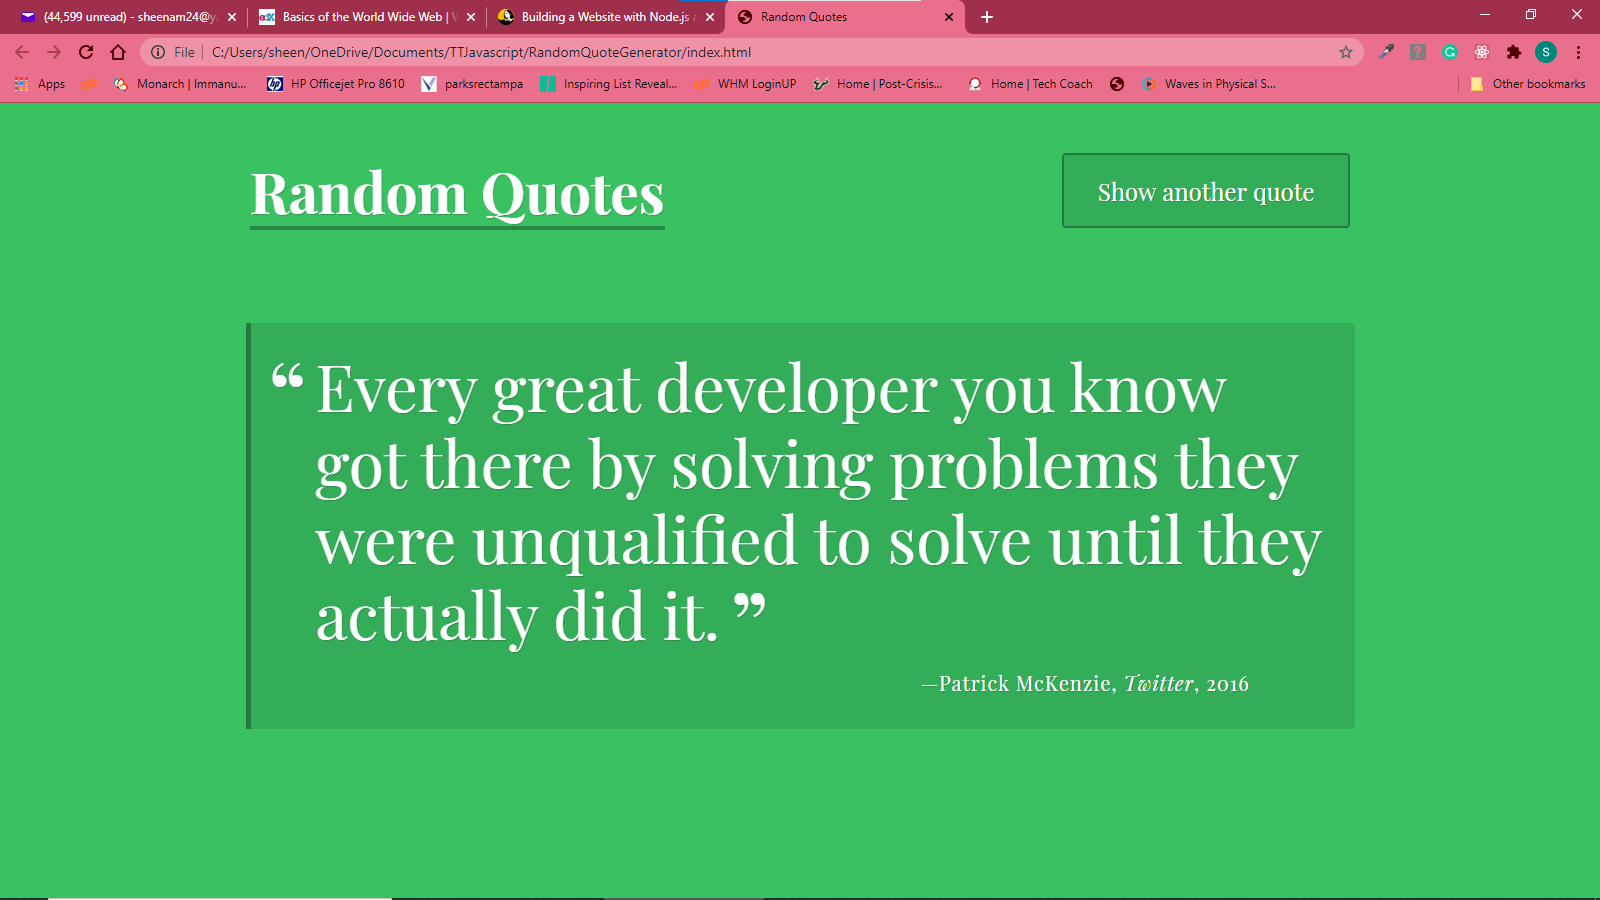 (44,599 unread) - sheenam24@y
edX Basics of the World Wide Web | W
Building a Website with Node.js a
Random Quotes
File C:/Users/sheen/OneDrive/Documents/TTJavascript/RandomQuoteGenerator/index.html
S
Apps
Monarch | Immanu...
hp HP Officejet Pro 8610
parksrectampa
Inspiring List Reveal...
WHM LoginUP
Home | Post-Crisis...
Home | Tech Coach
Waves in Physical S...
Other bookmarks
Random Quotes
Show another quote
“ Every great developer you know
got there by solving problems they
were unqualified to solve until they
actually did it. ”
—Patrick McKenzie, Twitter, 2016